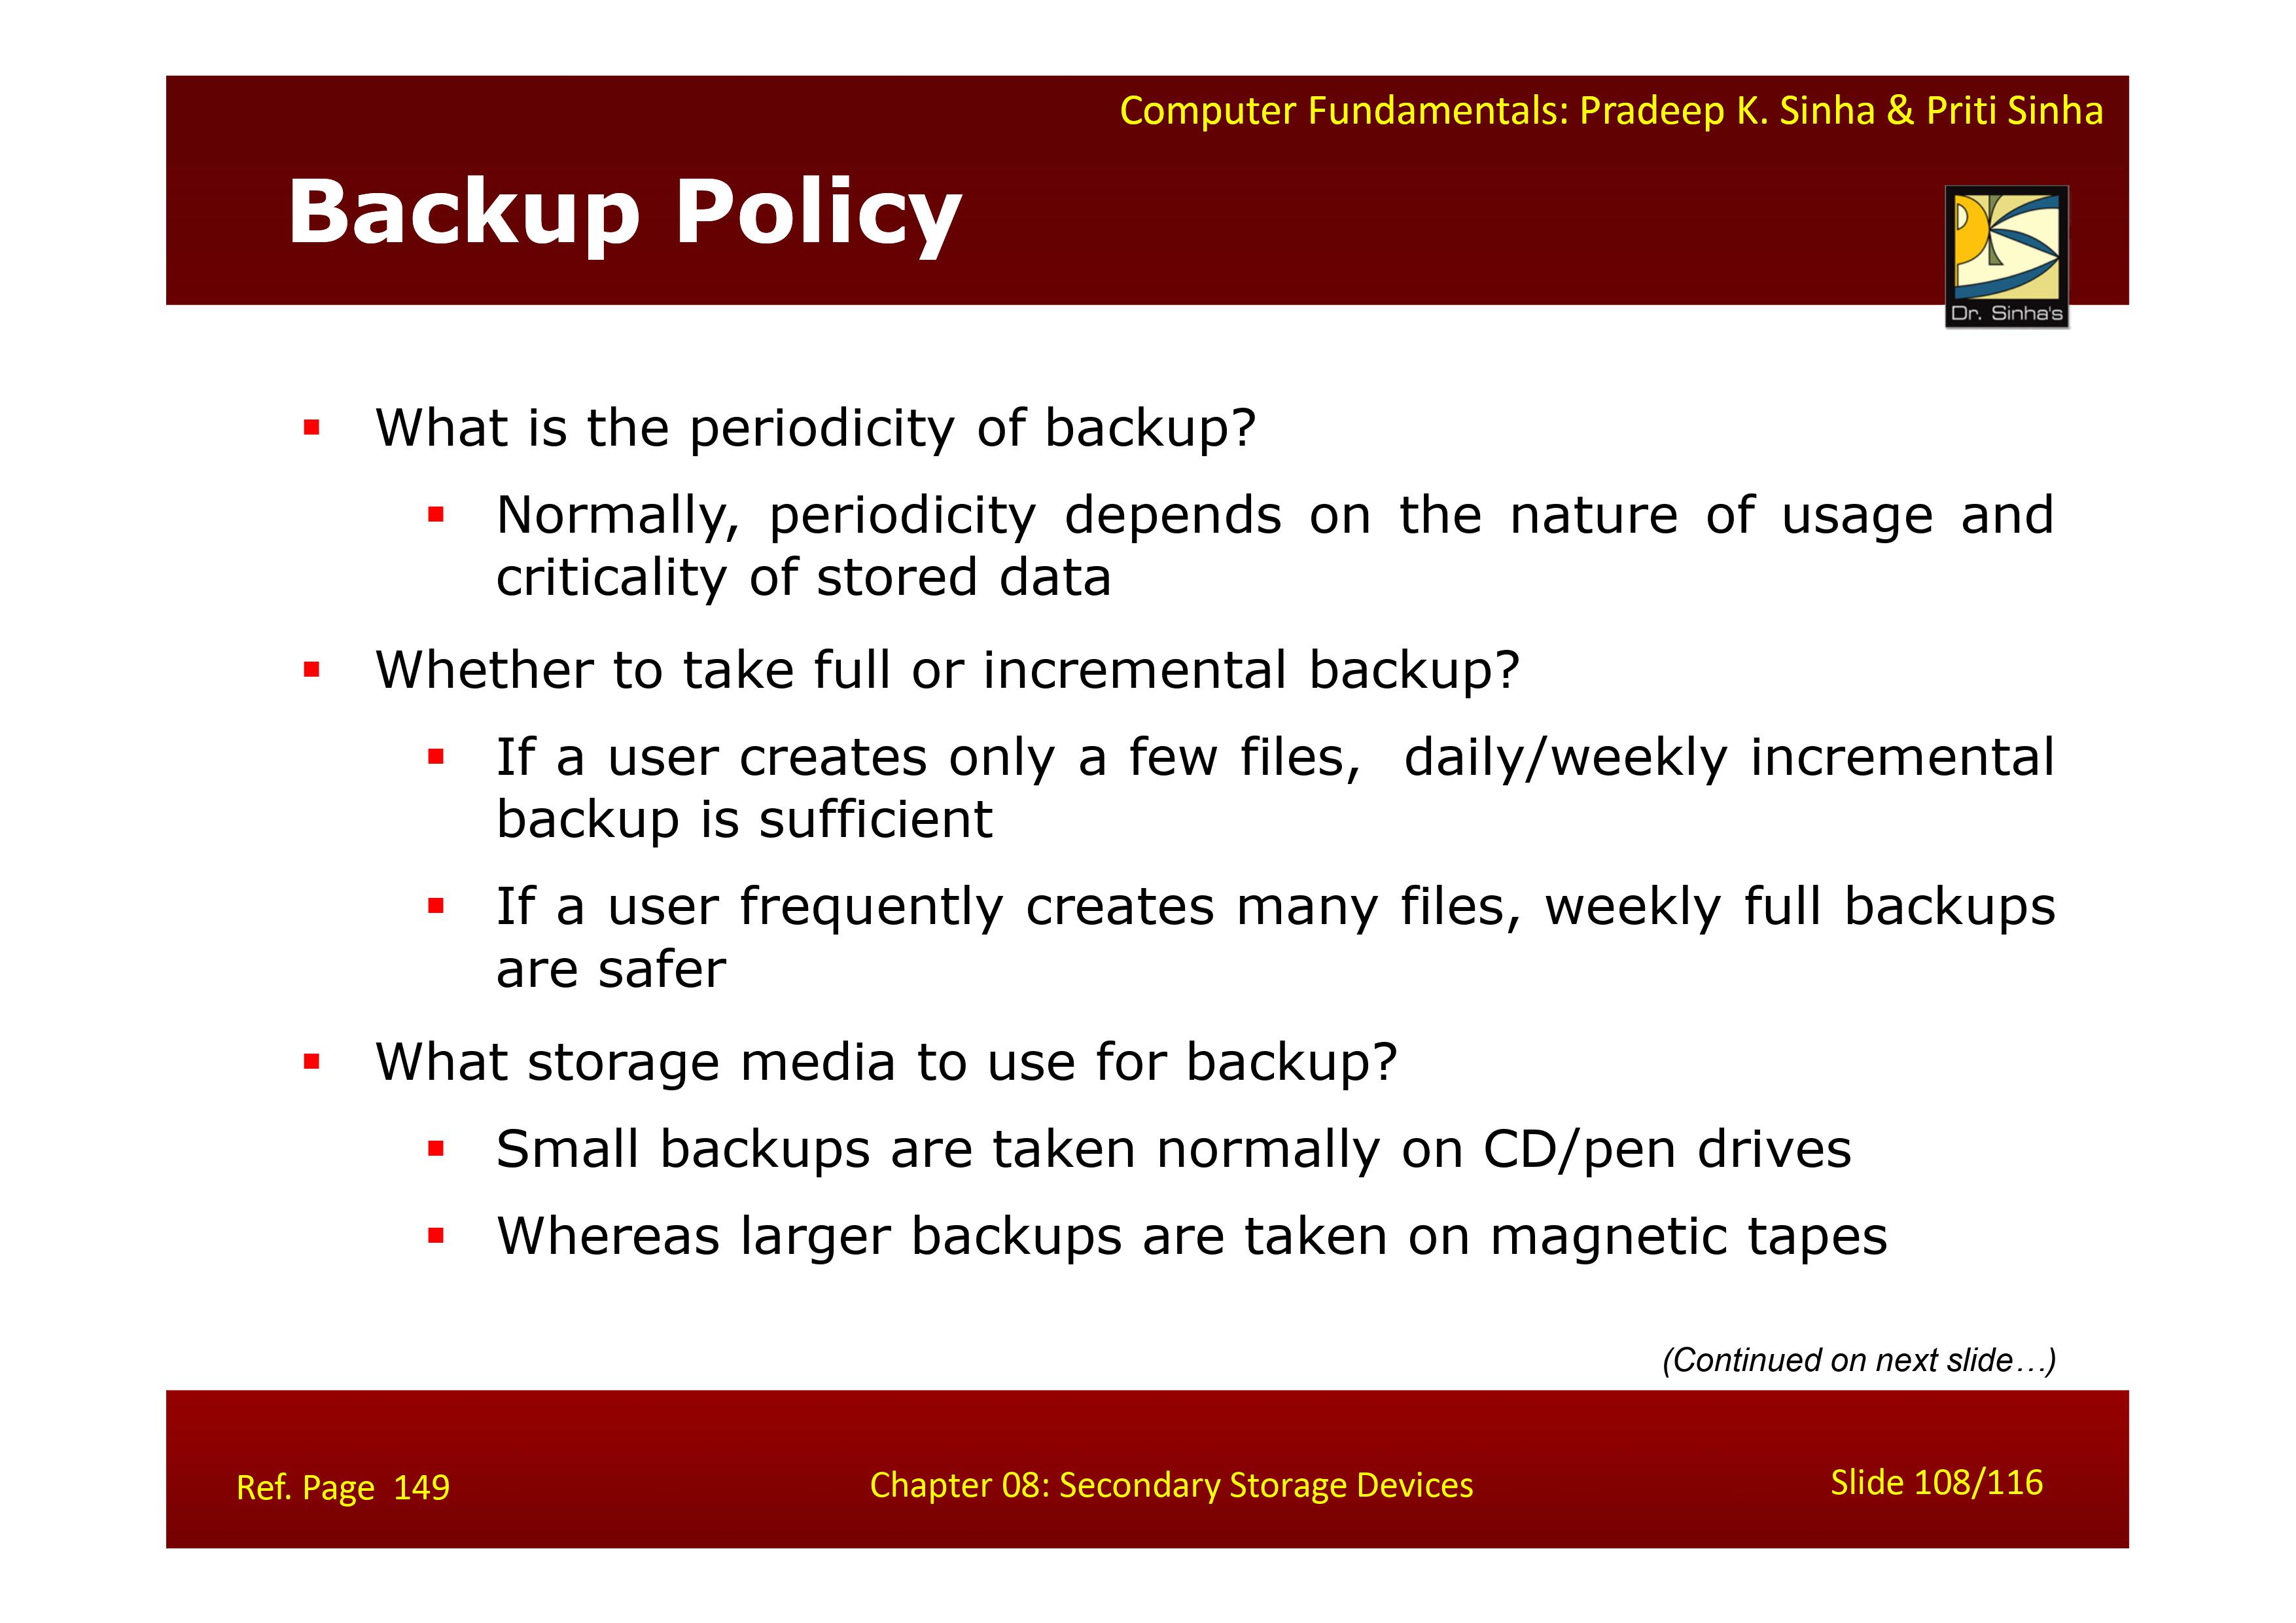 Computer Fundamentals: Pradeep K. Sinha & Priti Sinha
Backup Policy
Dr. Sinha's
▪ What is the periodicity of backup?
▪ Normally, periodicity depends on the nature of usage and
criticality of stored data
▪ Whether to take full or incremental backup?
▪ If a user creates only a few files, daily/weekly incremental
backup is sufficient
▪ If a user frequently creates many files, weekly full backups
are safer
▪ What storage media to use for backup?
▪ Small backups are taken normally on CD/pen drives
▪ Whereas larger backups are taken on magnetic tapes
(Continued on next slide…)
Ref. Page 149
Chapter 08: Secondary Storage Devices
Slide 108/116